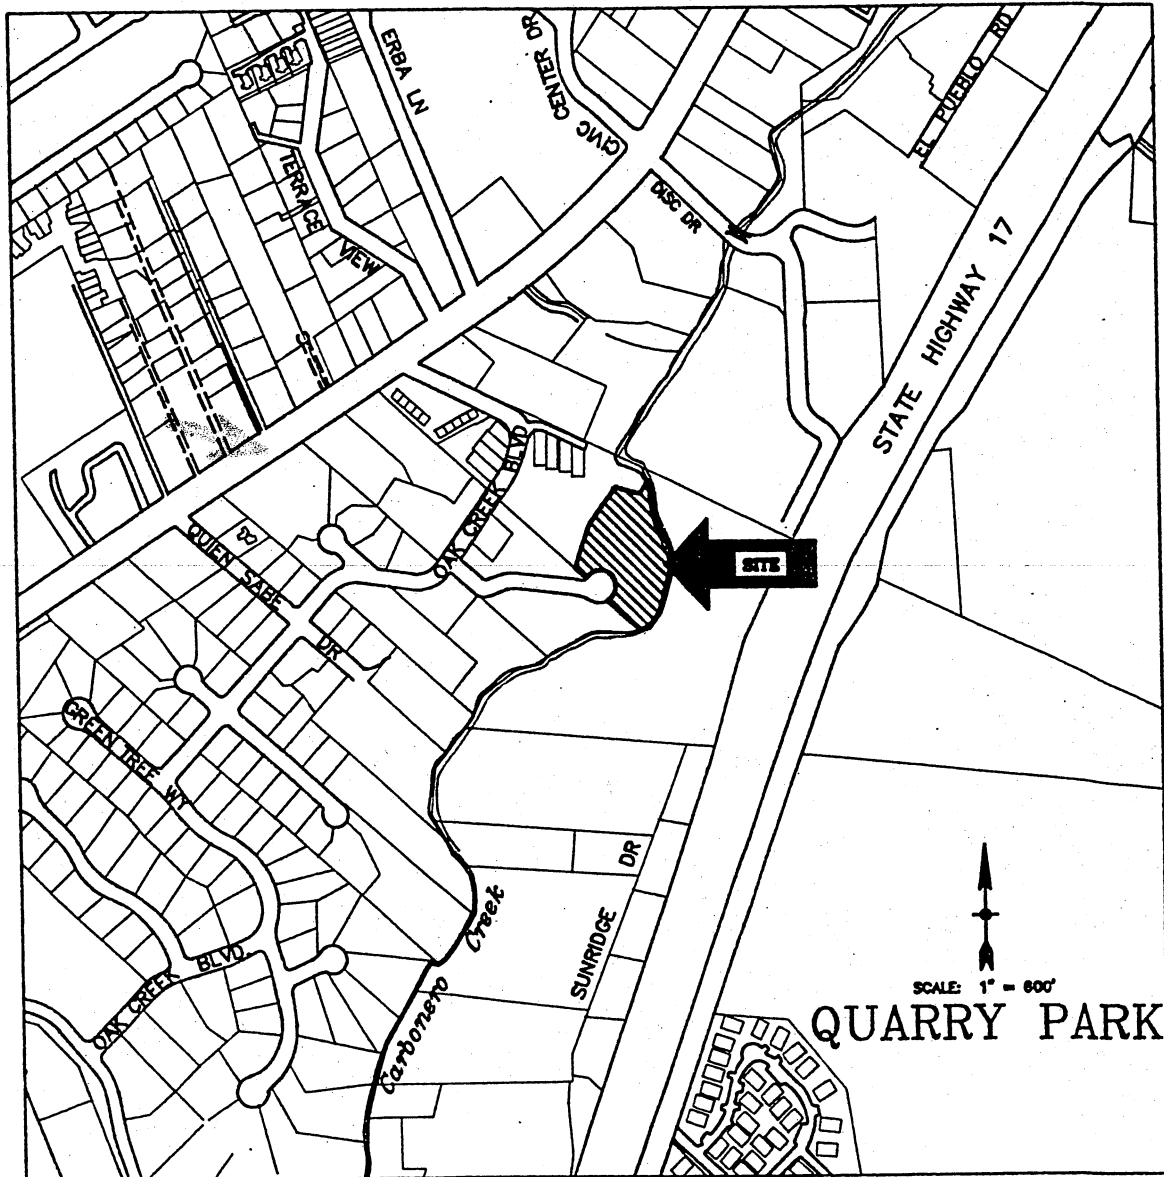 ERBA LN
CIVIC CENTER DR
EL PUEBLO RD
TERRACE VIEW
DISC DR
STATE HIGHWAY 17
OAK CREEK BLVD
QUIEN SABE DR
SITE
GREEN TREE WY
SUNRIDGE DR
Carbonero Creek
OAK CREEK BLVD.
SCALE: 1" = 600'
QUARRY PARK